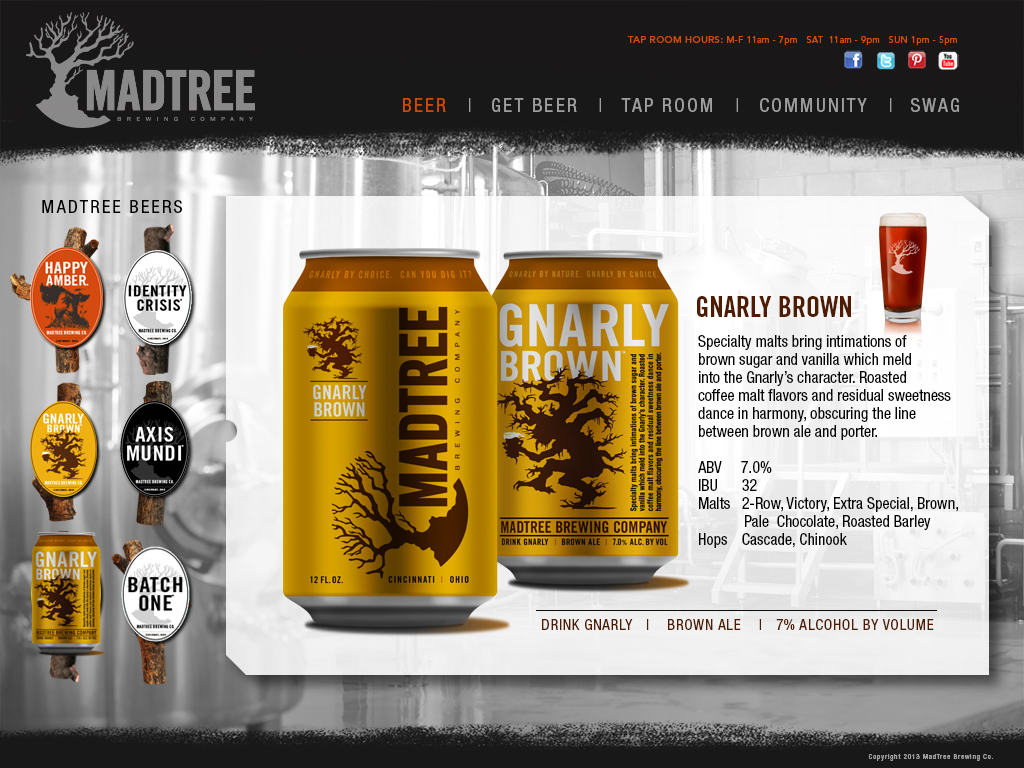 TAP ROOM HOURS: M-F 11am - 7pm SAT 11am - 9pm SUN 1pm - 5pm
You Tube
MADTREE
BREWING COMPANY
BEER | GET BEER | TAP ROOM | COMMUNITY | SWAG
MADTREE BEERS
HAPPY
AMBER
MADTREE BREWING CO.
IDENTITY
CRISIS
MADTREE BREWING CO.
GNARLY
BROWN
MADTREE BREWING CO.
AXIS
MUNDI
MADTREE BREWING CO.
GNARLY
BROWN
MADTREE BREWING COMPANY
BATCH
ONE
MADTREE BREWING CO.
GNARLY BY CHOICE. CAN YOU DIG IT?
GNARLY
BROWN
MADTREE
BREWING COMPANY
12 FL.OZ. CINCINNATI | OHIO
GNARLY BY NATURE. GNARLY BY CHOICE.
GNARLY
BROWN™
Specialty malts bring intimations of brown sugar and
vanilla which meld into the Gnarly's character. Roasted
coffee malt flavors and residual sweetness dance in
harmony, obscuring the line between brown ale and porter.
MADTREE BREWING COMPANY
DRINK GNARLY | BROWN ALE | 7.0% ALC. BY VOL
GNARLY BROWN
Specialty malts bring intimations of
brown sugar and vanilla which meld
into the Gnarly's character. Roasted
coffee malt flavors and residual sweetness
dance in harmony, obscuring the line
between brown ale and porter.
ABV 7.0%
IBU 32
Malts 2-Row, Victory, Extra Special, Brown,
Pale Chocolate, Roasted Barley
Hops Cascade, Chinook
DRINK GNARLY | BROWN ALE | 7% ALCOHOL BY VOLUME
Copyright 2013 MadTree Brewing Co.